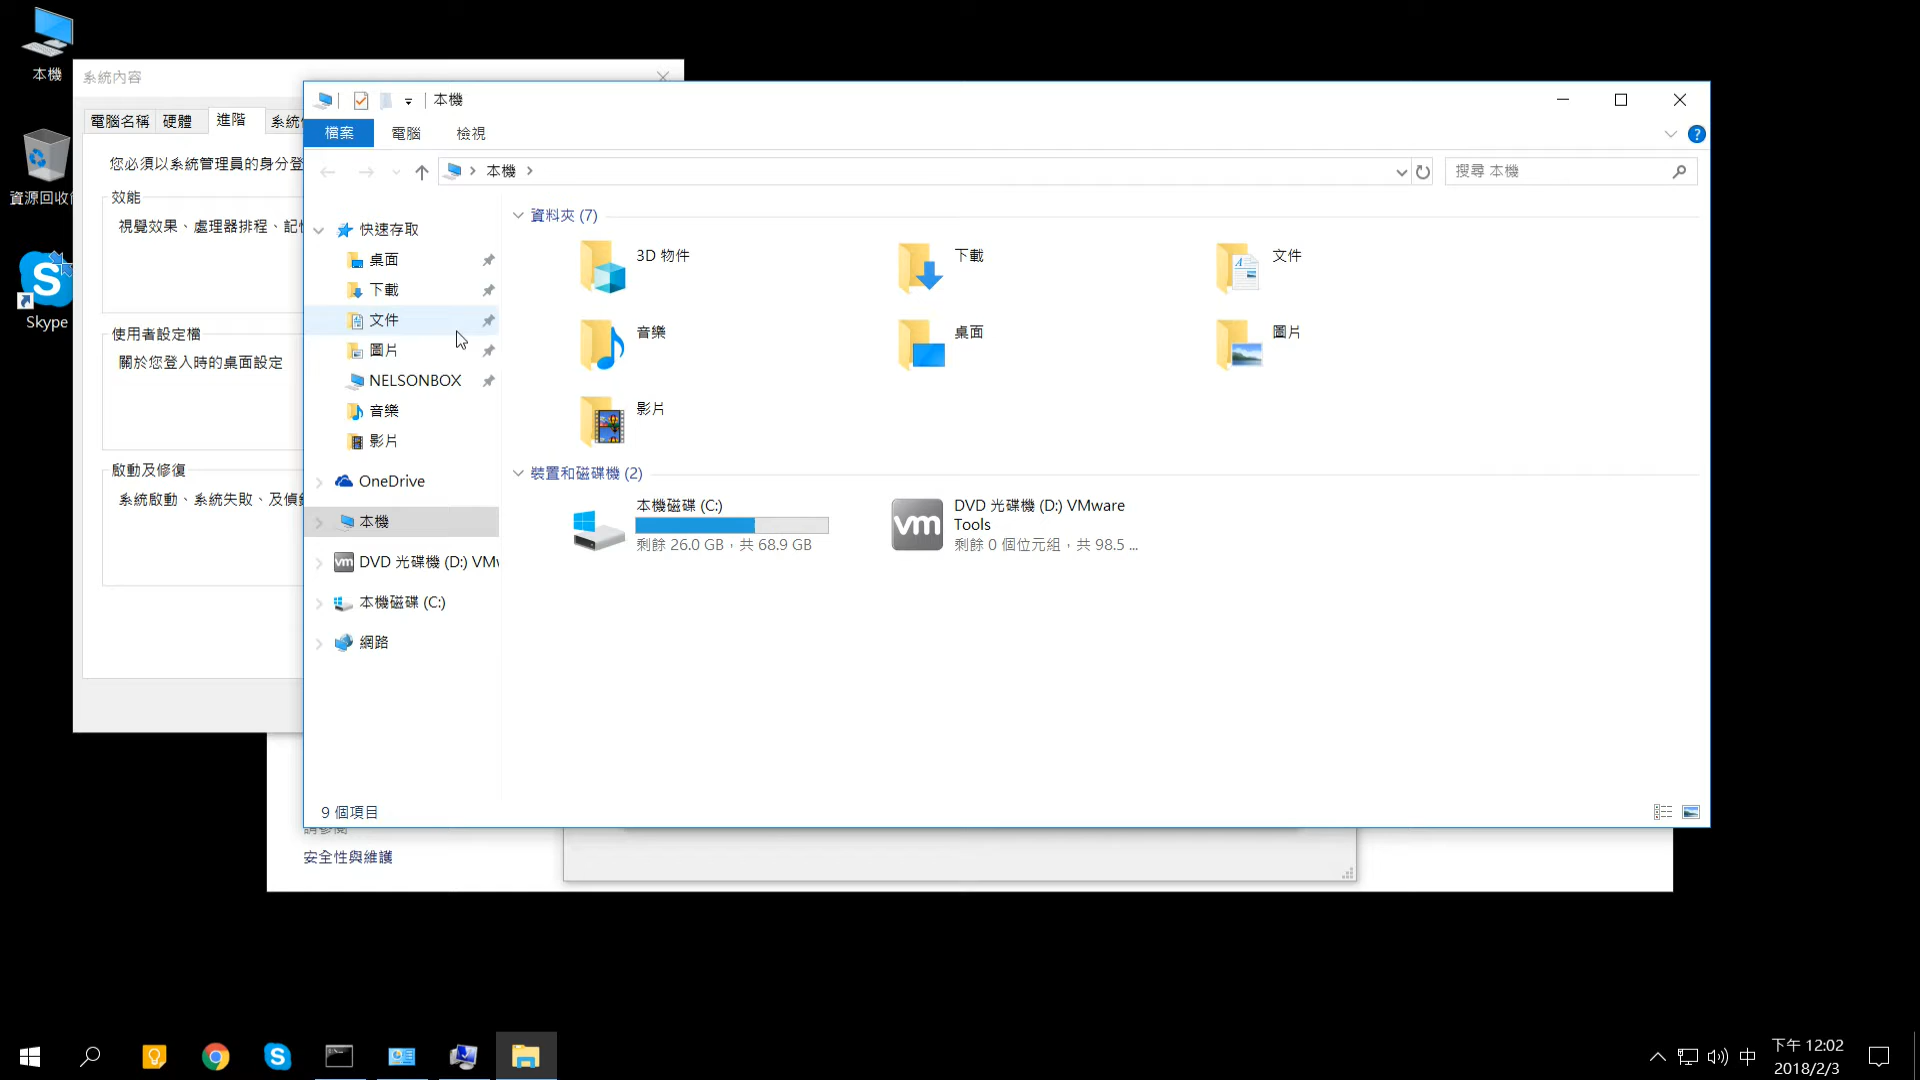 本機
資源回收
Skype
系統內容
電腦名稱
硬體
進階
系統
您必須以系統管理員的身分登
效能
視覺效果、處理器排程、記
使用者設定檔
關於您登入時的桌面設定
啟動及修復
系統啟動、系統失敗、及偵
本機
檔案
電腦
檢視
本機
搜尋 本機
快速存取
桌面
下載
文件
圖片
NELSONBOX
音樂
影片
OneDrive
本機
DVD 光碟機 (D:) VM
本機磁碟 (C:)
網路
資料夾 (7)
3D 物件
下載
文件
音樂
桌面
圖片
影片
裝置和磁碟機 (2)
本機磁碟 (C:)
剩餘 26.0 GB，共 68.9 GB
vm
DVD 光碟機 (D:) VMware
Tools
剩餘 0 個位元組，共 98.5 ...
9 個項目
請參閱
安全性與維護
中
下午 12:02
2018/2/3